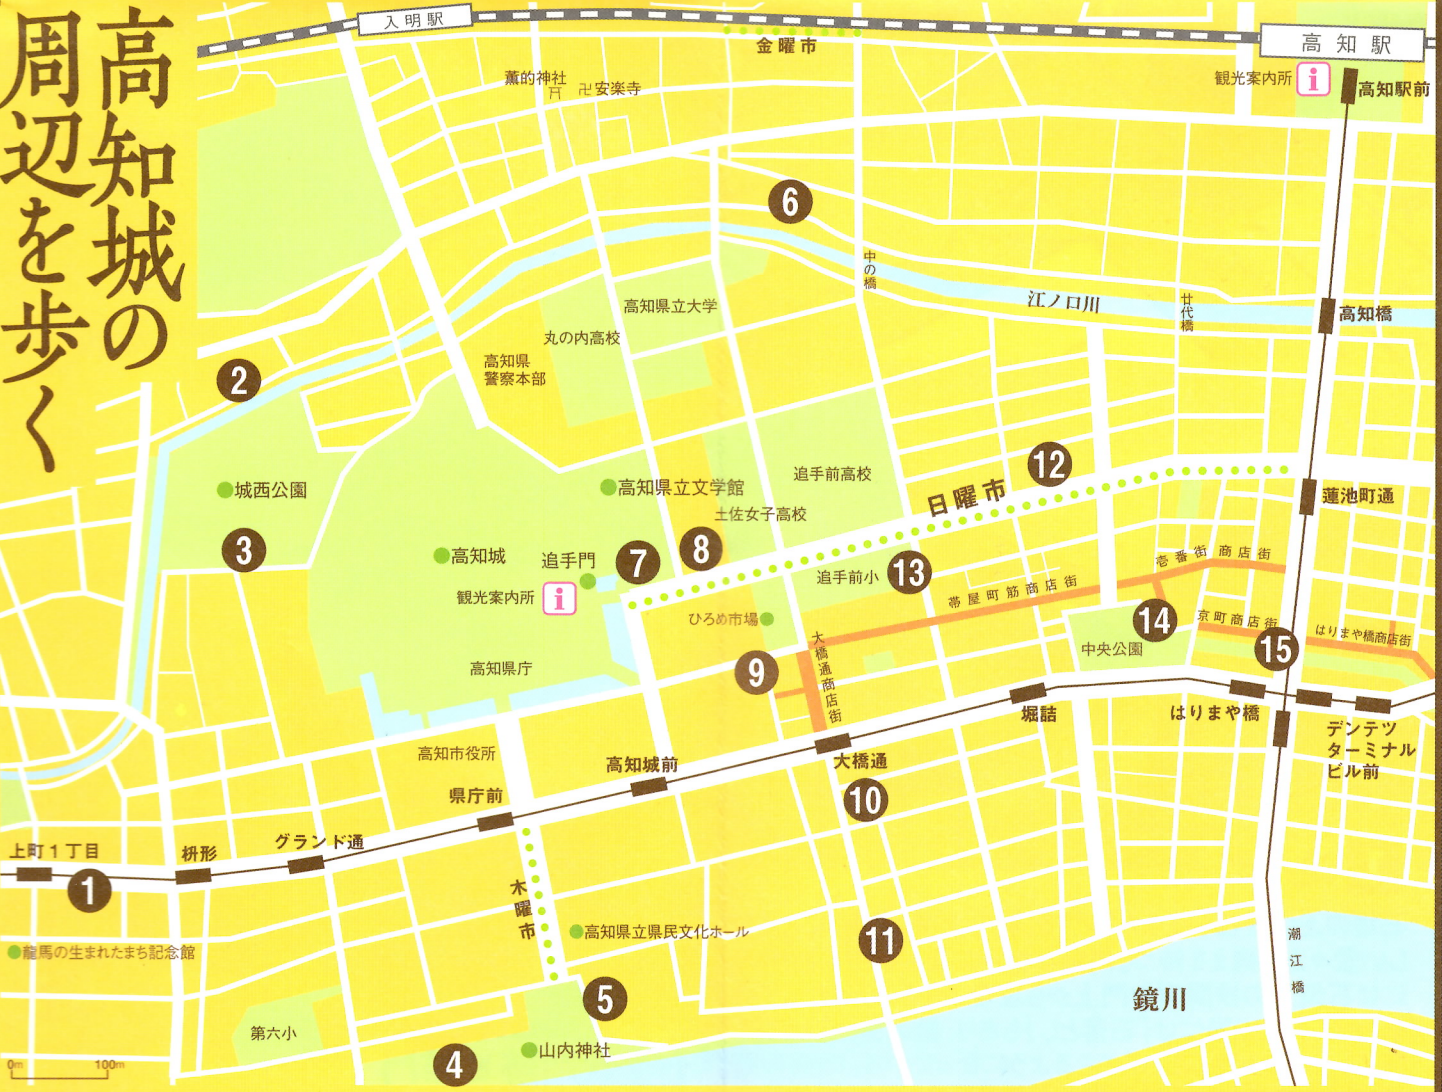 高知城の
周辺を歩く
入明駅
金曜市
高知駅
観光案内所
i
高知駅前
薫的神社
卍安楽寺
6
中の橋
江ノ口川
廿代橋
高知橋
高知県立大学
丸の内高校
高知県
警察本部
2
城西公園
3
高知城
追手門
観光案内所
i
高知県立文学館
土佐女子高校
追手前高校
7
8
日曜市
12
蓮池町通
追手前小
13
ひろめ市場
帯屋町筋商店街
壱番街商店街
京町商店街
はりまや橋商店街
14
中央公園
15
大橋通商店街
9
高知県庁
高知市役所
堀詰
はりまや橋
デンテツ
ターミナル
ビル前
大橋通
高知城前
県庁前
グランド通
枡形
上町1丁目
1
10
木曜市
龍馬の生まれたまち記念館
高知県立県民文化ホール
11
5
潮江橋
鏡川
第六小
4
山内神社
0m
100m